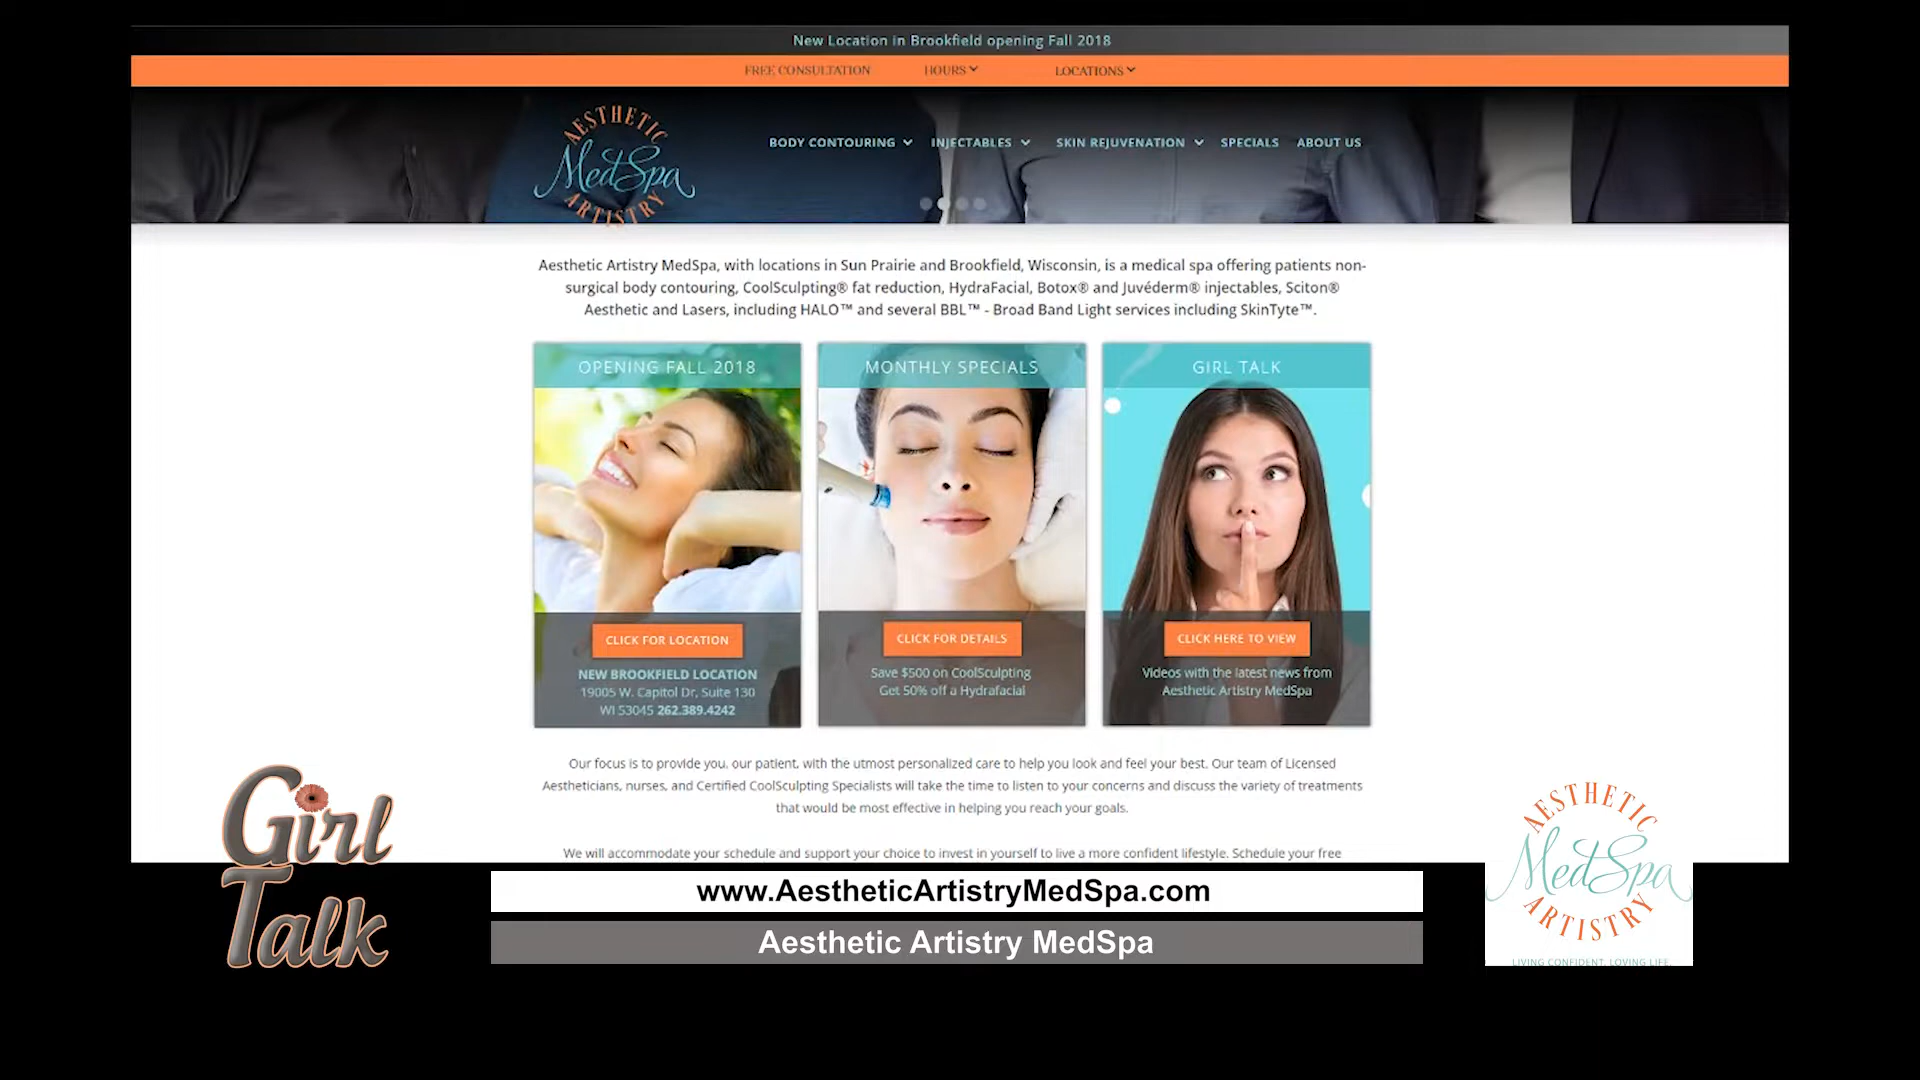 New Location in Brookfield opening Fall 2018
FREE CONSULTATION HOURS LOCATIONS
AESTHETIC
MedSpa
ARTISTRY
BODY CONTOURING INJECTABLES SKIN REJUVENATION SPECIALS ABOUT US
Aesthetic Artistry MedSpa, with locations in Sun Prairie and Brookfield, Wisconsin, is a medical spa offering patients non-
surgical body contouring, CoolSculpting® fat reduction, HydraFacial, Botox® and Juvéderm® injectables, Sciton®
Aesthetic and Lasers, including HALO™ and several BBL™ - Broad Band Light services including SkinTyte™.
OPENING FALL 2018
CLICK FOR LOCATION
NEW BROOKFIELD LOCATION
19005 W. Capitol Dr, Suite 130
WI 53045 262.389.4242
MONTHLY SPECIALS
CLICK FOR DETAILS
Save $500 on CoolSculpting
Get 50% off a Hydrafacial
GIRL TALK
CLICK HERE TO VIEW
Videos with the latest news from
Aesthetic Artistry MedSpa
Our focus is to provide you, our patient, with the utmost personalized care to help you look and feel your best. Our team of Licensed
Aestheticians, nurses, and Certified CoolSculpting Specialists will take the time to listen to your concerns and discuss the variety of treatments
that would be most effective in helping you reach your goals.
We will accommodate your schedule and support your choice to invest in yourself to live a more confident lifestyle. Schedule your free
Girl
Talk
www.AestheticArtistryMedSpa.com
Aesthetic Artistry MedSpa
AESTHETIC
MedSpa
ARTISTRY
LIVING CONFIDENT. LOVING LIFE.